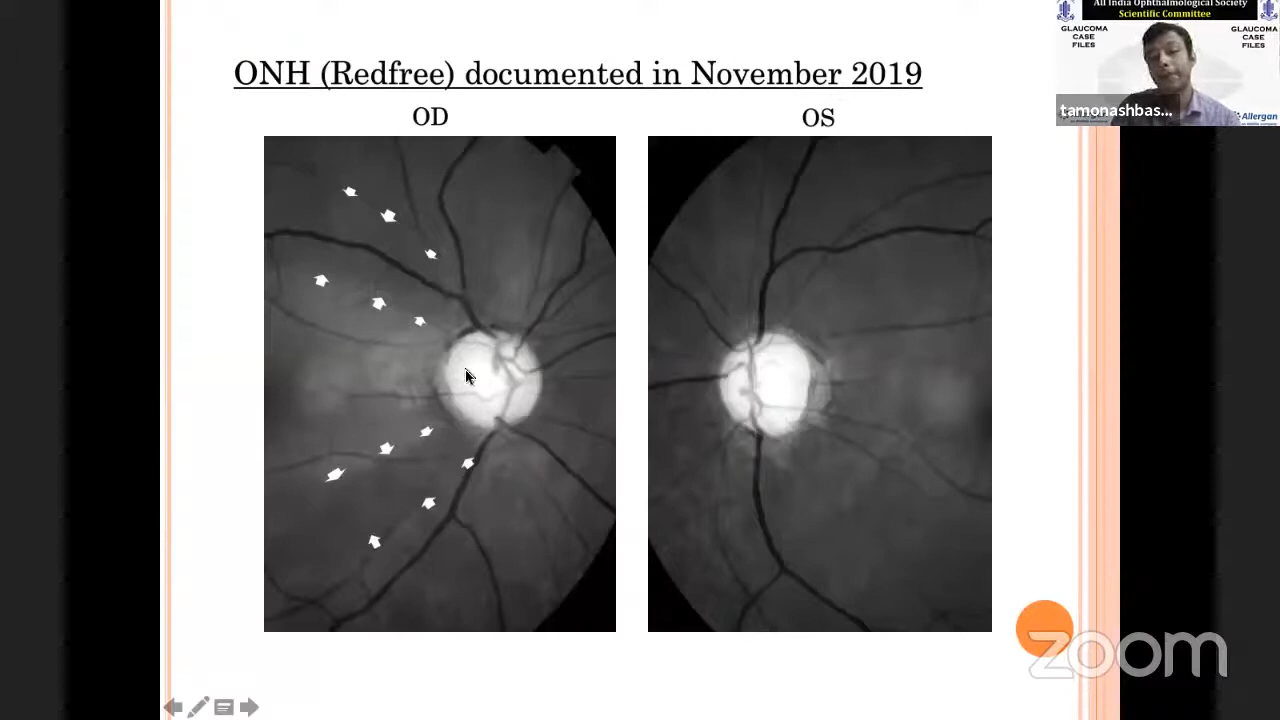 All India Ophthalmological Society
Scientific Committee
GLAUCOMA
CASE
FILES
GLAUCOMA
CASE
FILES
tamonashbas...
Allergan
ONH (Redfree) documented in November 2019
OD
OS
zoom